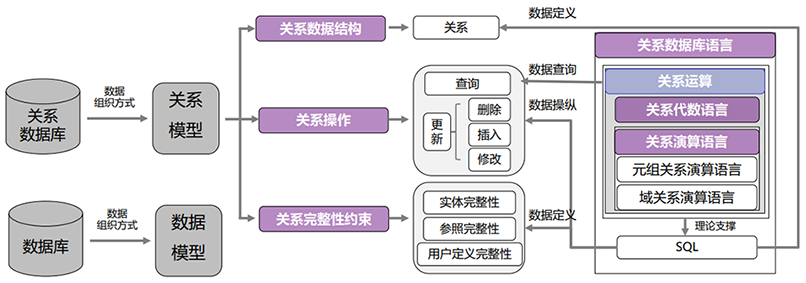 关系
数据库
数据
组织方式
关系
模型
数据库
数据
组织方式
数据
模型
关系数据结构
关系
关系操作
查询
更
新
删除
插入
修改
关系完整性约束
实体完整性
参照完整性
用户定义完整性
数据定义
数据查询
数据操纵
数据定义
关系数据库语言
关系运算
关系代数语言
关系演算语言
元组关系演算语言
域关系演算语言
理论支撑
SQL